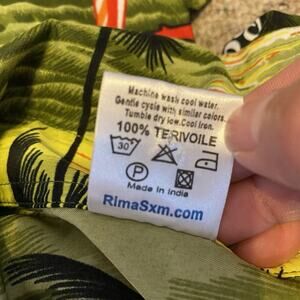 Machine wash cool water.
Gentle cycle with similar colors.
Tumble dry low. Cool Iron.
100% TERIVOILE
30°
P
Made in India
RimaSxm.com